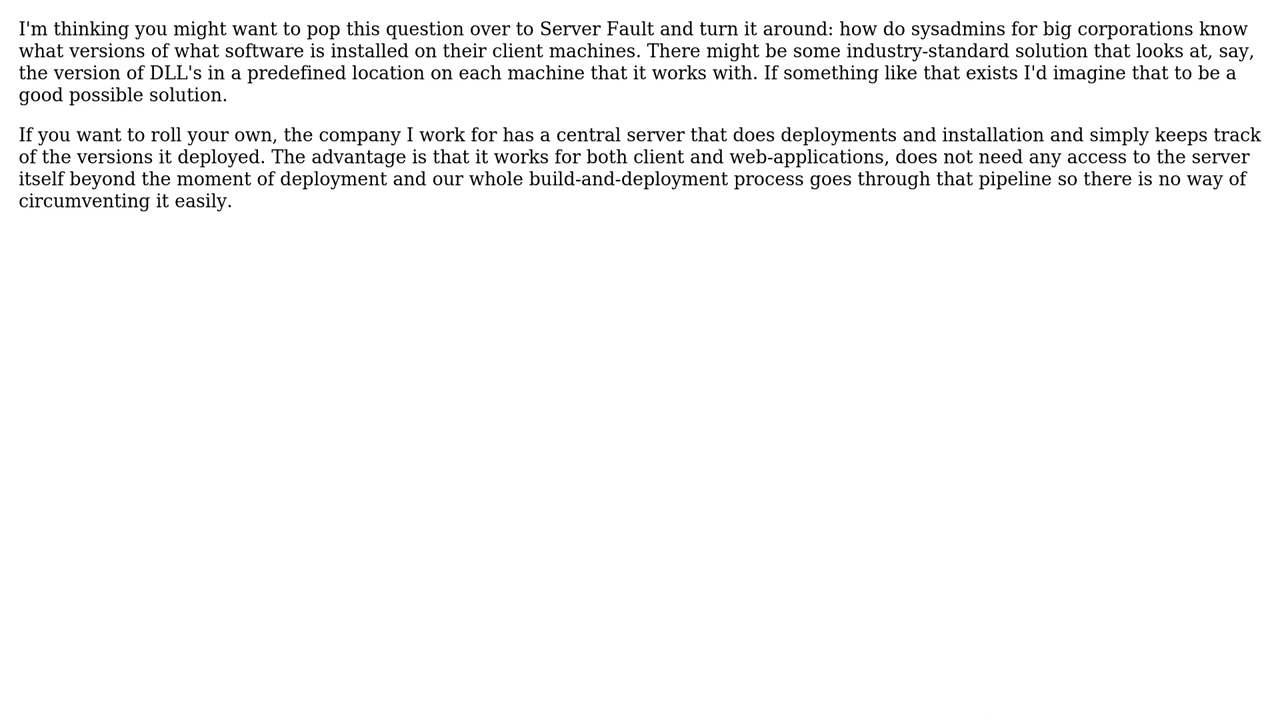 I'm thinking you might want to pop this question over to Server Fault and turn it around: how do sysadmins for big corporations know
what versions of what software is installed on their client machines. There might be some industry-standard solution that looks at, say,
the version of DLL's in a predefined location on each machine that it works with. If something like that exists I'd imagine that to be a
good possible solution.
If you want to roll your own, the company I work for has a central server that does deployments and installation and simply keeps track
of the versions it deployed. The advantage is that it works for both client and web-applications, does not need any access to the server
itself beyond the moment of deployment and our whole build-and-deployment process goes through that pipeline so there is no way of
circumventing it easily.